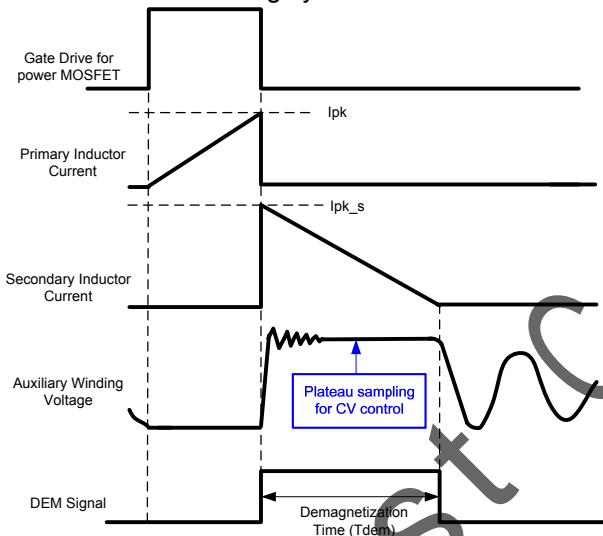 Gate Drive for
power MOSFET
Ipk
Primary Inductor
Current
Ipk_s
Secondary Inductor
Current
Auxiliary Winding
Voltage
Plateau sampling
for CV control
DEM Signal
Demagnetization
Time (Tdem)